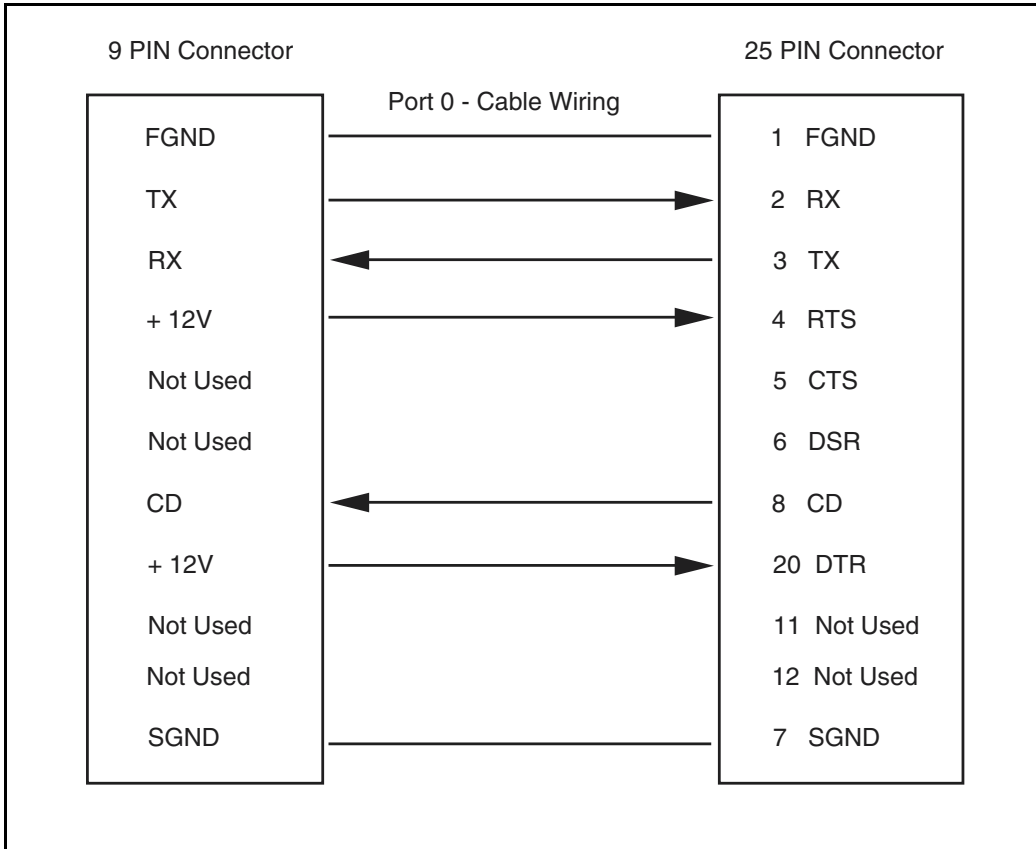 9 PIN Connector
25 PIN Connector
Port 0 - Cable Wiring
FGND
1 FGND
TX
2 RX
RX
3 TX
+ 12V
4 RTS
Not Used
5 CTS
Not Used
6 DSR
CD
8 CD
+ 12V
20 DTR
Not Used
11 Not Used
Not Used
12 Not Used
SGND
7 SGND